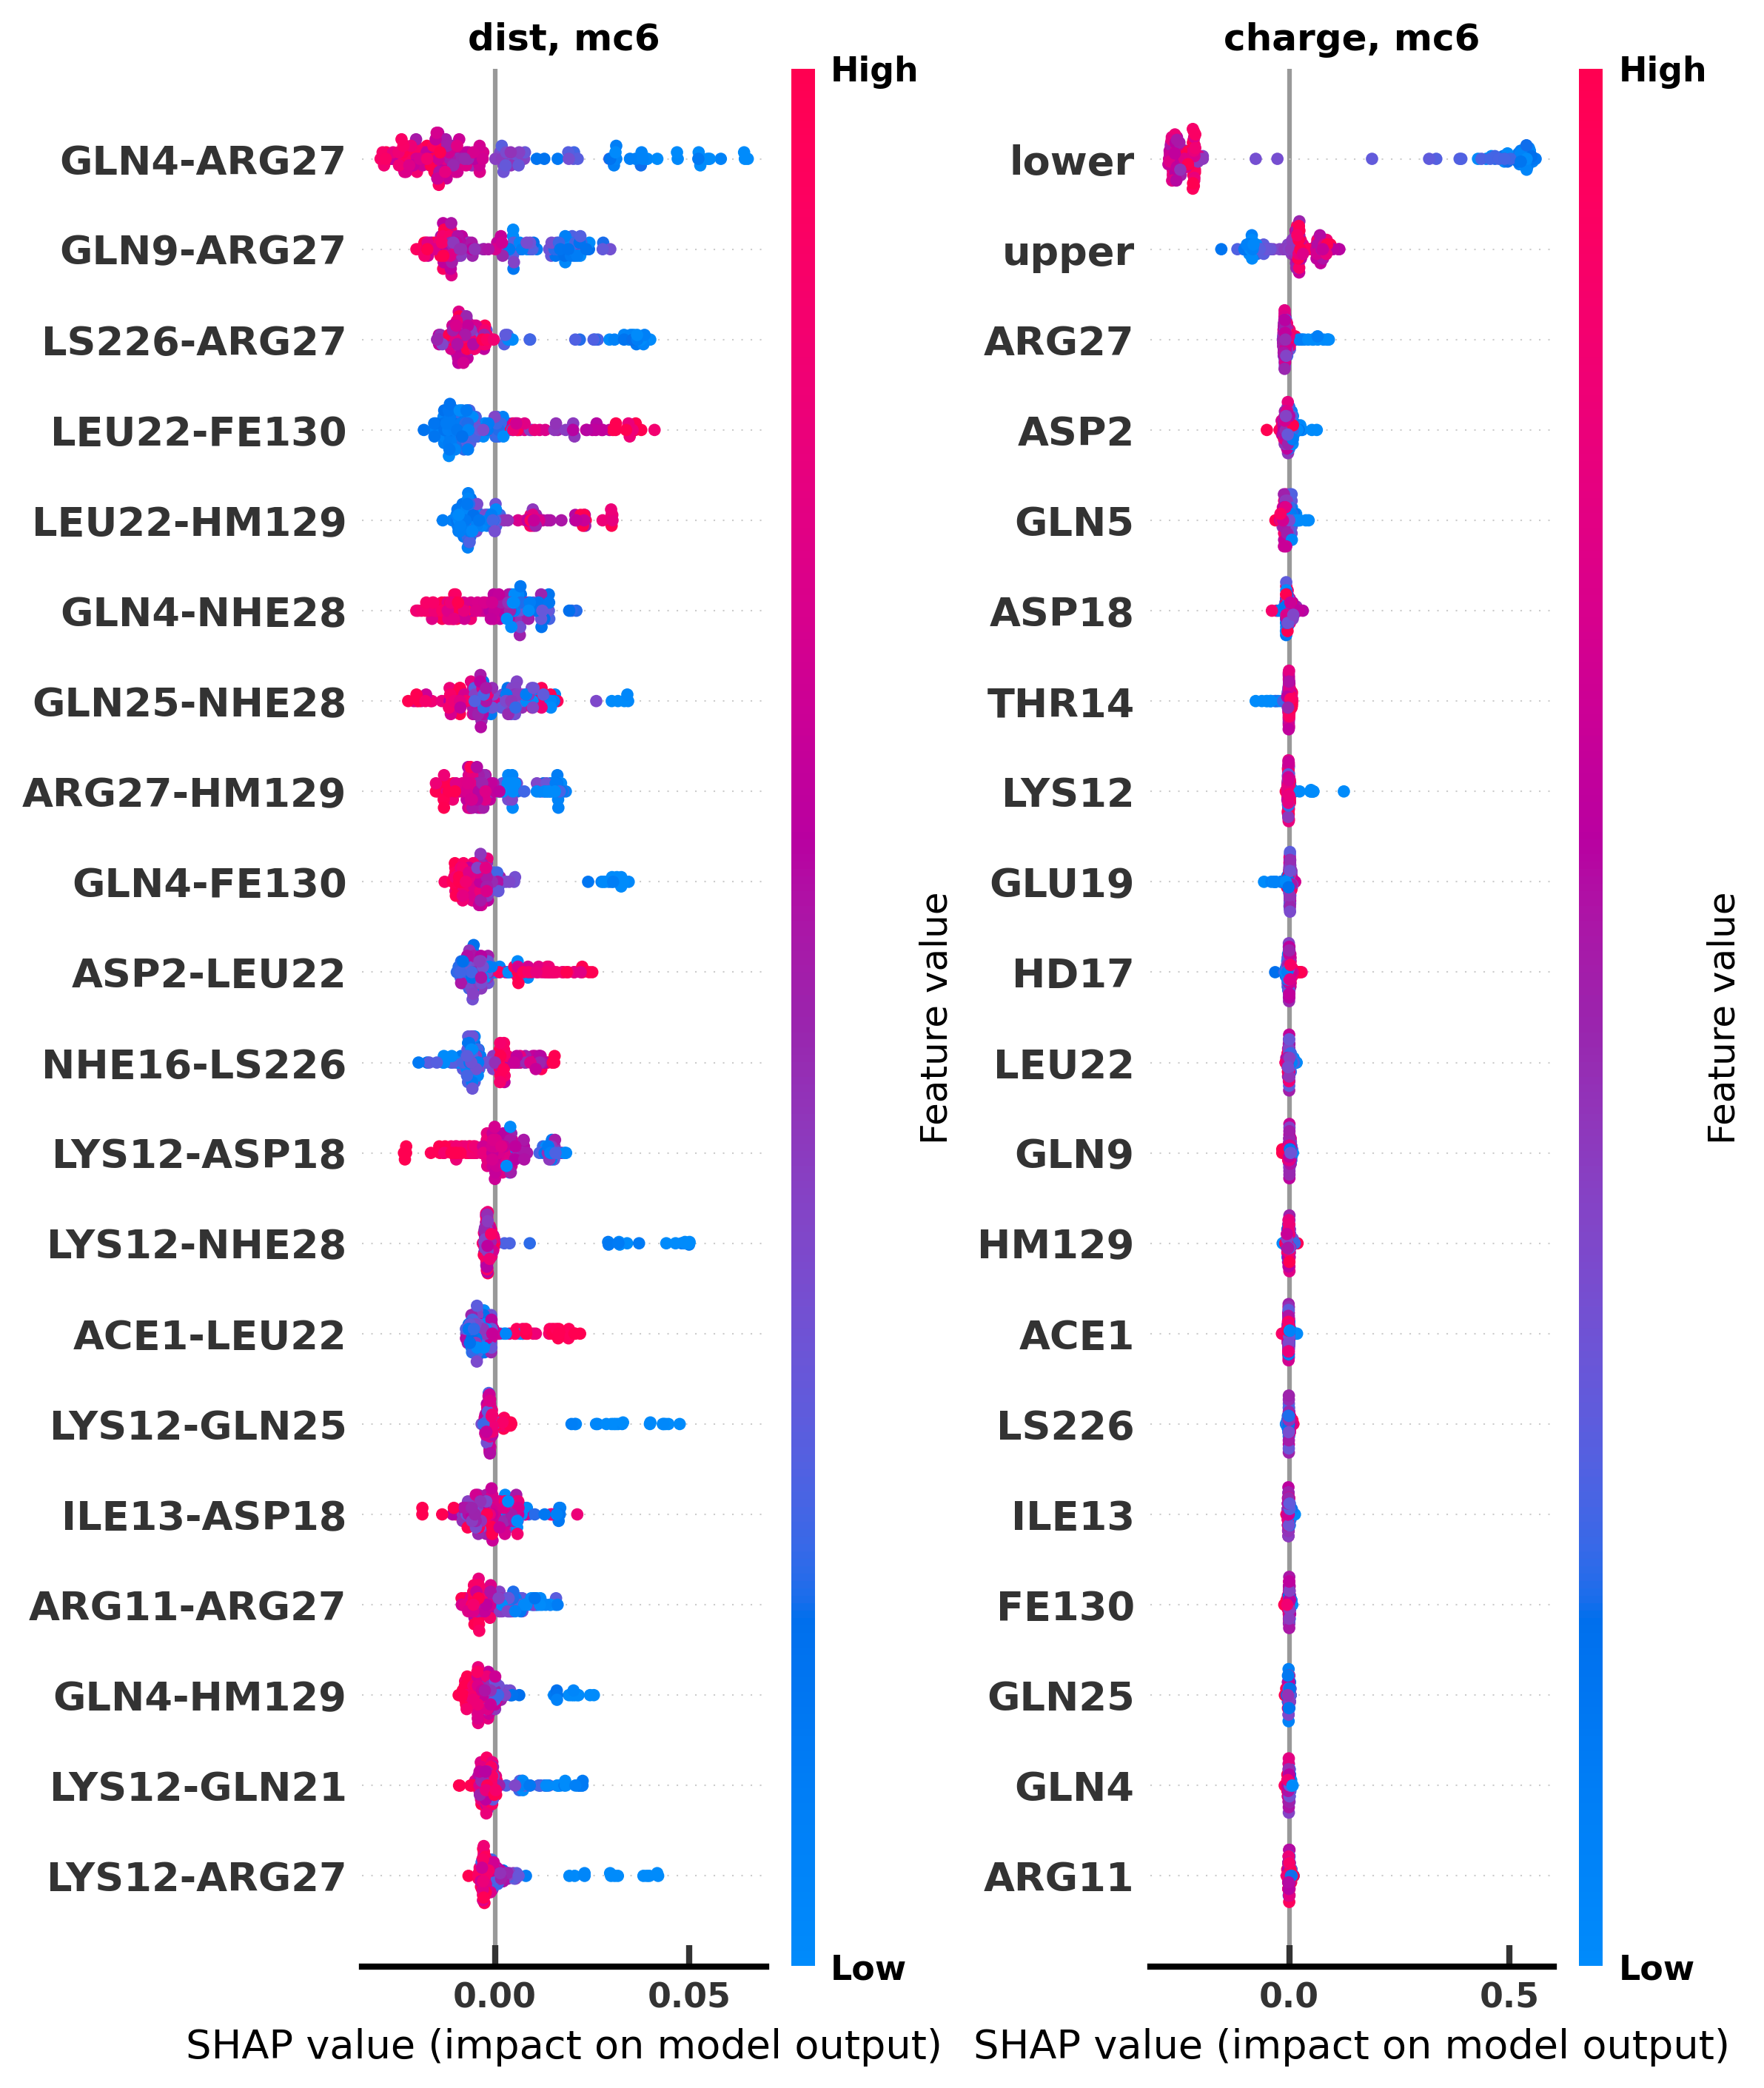 dist, mc6
High
GLN4-ARG27
GLN9-ARG27
LS226-ARG27
LEU22-FE130
LEU22-HM129
GLN4-NHE28
GLN25-NHE28
ARG27-HM129
GLN4-FE130
ASP2-LEU22
NHE16-LS226
LYS12-ASP18
LYS12-NHE28
ACE1-LEU22
LYS12-GLN25
ILE13-ASP18
ARG11-ARG27
GLN4-HM129
LYS12-GLN21
LYS12-ARG27
Feature value
Low
0.00 0.05
SHAP value (impact on model output)
charge, mc6
High
lower
upper
ARG27
ASP2
GLN5
ASP18
THR14
LYS12
GLU19
HD17
LEU22
GLN9
HM129
ACE1
LS226
ILE13
FE130
GLN25
GLN4
ARG11
Feature value
Low
0.0 0.5
SHAP value (impact on model output)